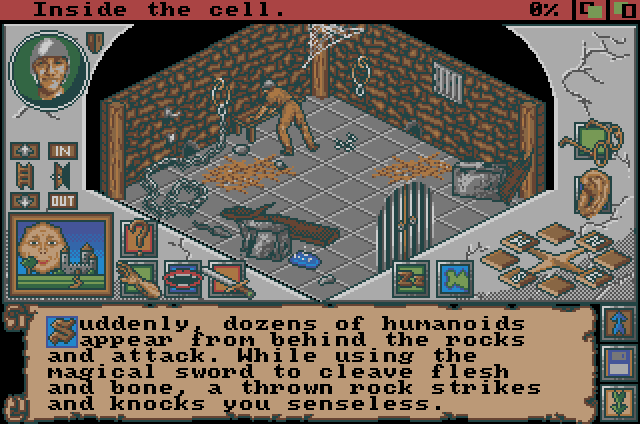 Inside the cell.
0%
IN
OUT
Suddenly, dozens of humanoids
appear from behind the rocks
and attack. While using the
magical sword to cleave flesh
and bone, a thrown rock strikes
and knocks you senseless.